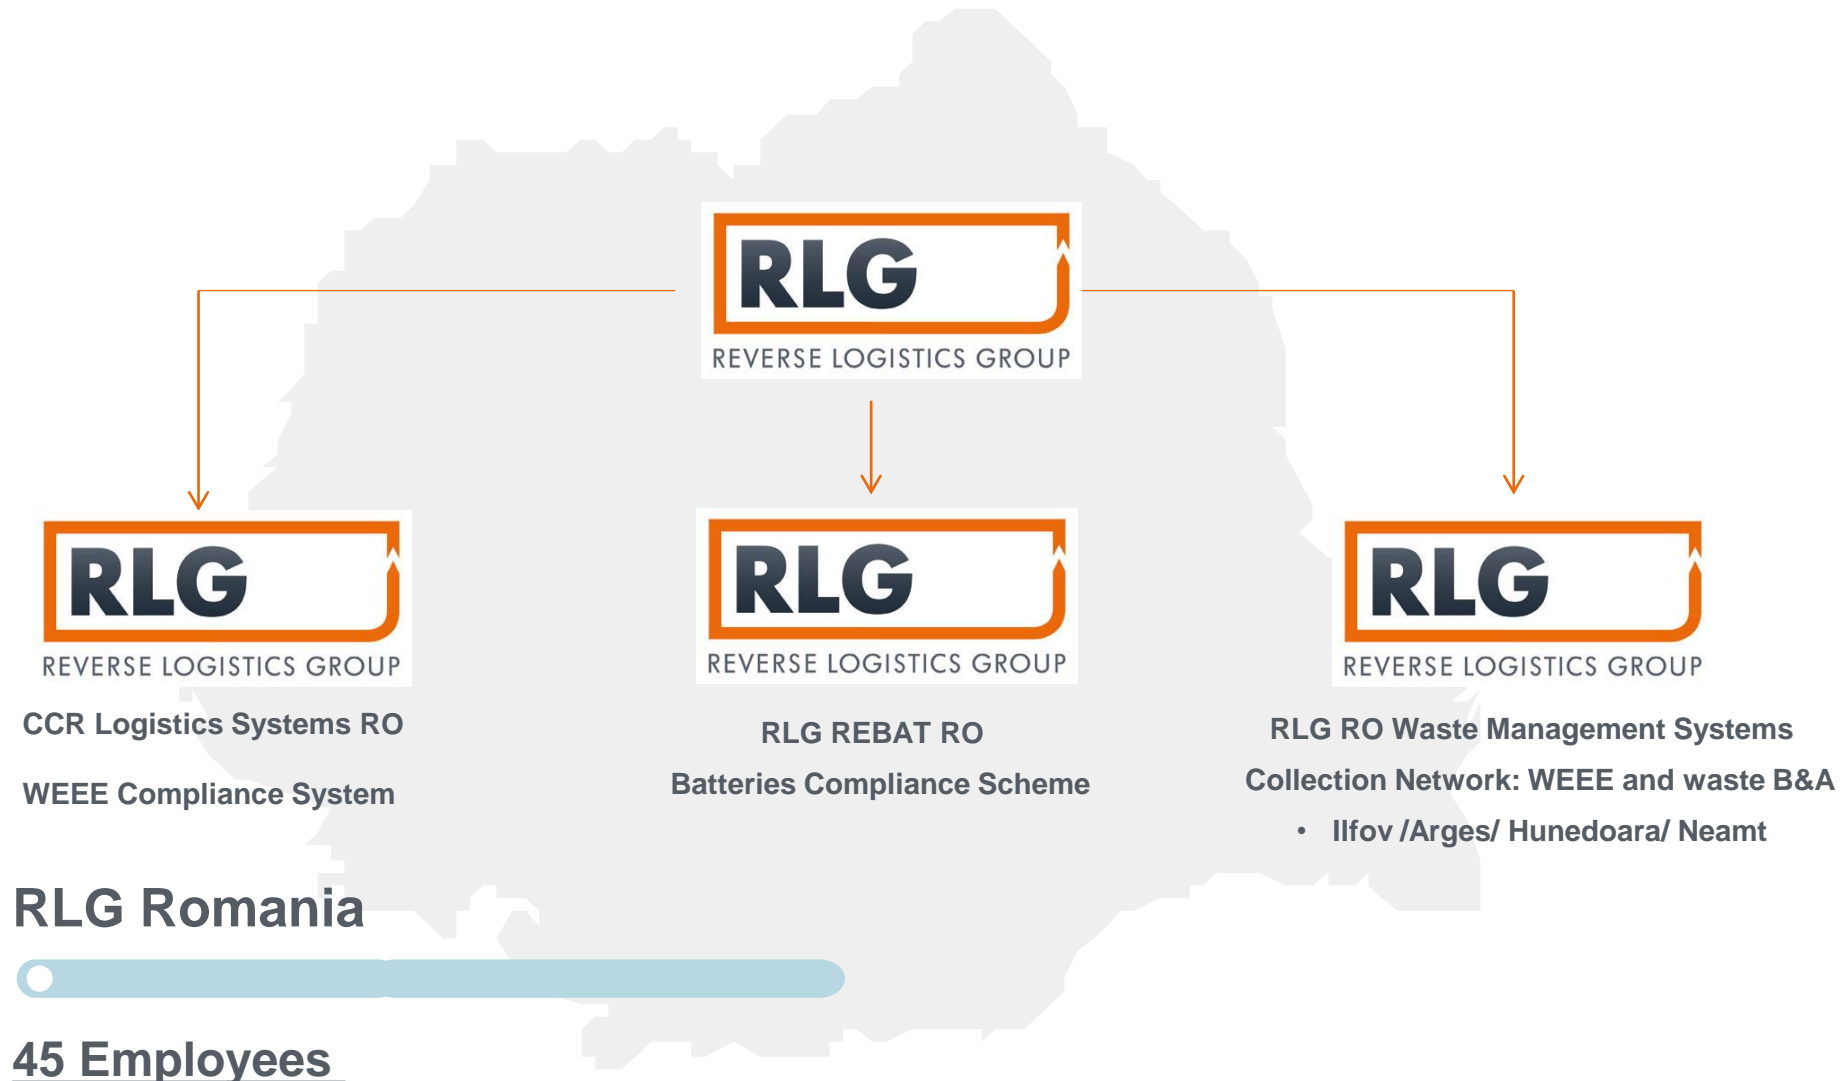 RLG
REVERSE LOGISTICS GROUP
RLG
REVERSE LOGISTICS GROUP
CCR Logistics Systems RO
WEEE Compliance System
RLG
REVERSE LOGISTICS GROUP
RLG REBAT RO
Batteries Compliance Scheme
RLG
REVERSE LOGISTICS GROUP
RLG RO Waste Management Systems
Collection Network: WEEE and waste B&A
• Ilfov /Arges/ Hunedoara/ Neamt
RLG Romania
45 Employees